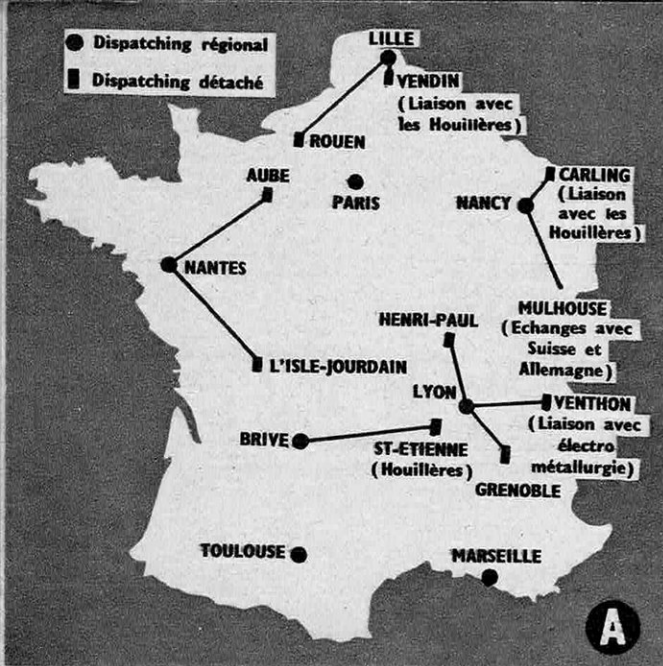 Dispatching régional
Dispatching détaché
LILLE
VENDIN
(Liaison avec
les Houillères)
ROUEN
AUBE
PARIS
CARLING
(Liaison
avec les
Houillères)
NANCY
NANTES
MULHOUSE
(Echanges avec
Suisse et
Allemagne)
HENRI-PAUL
L'ISLE-JOURDAIN
LYON
VENTHON
(Liaison avec
électro
métallurgie)
BRIVE
ST-ETIENNE
(Houillères)
GRENOBLE
TOULOUSE
MARSEILLE
A